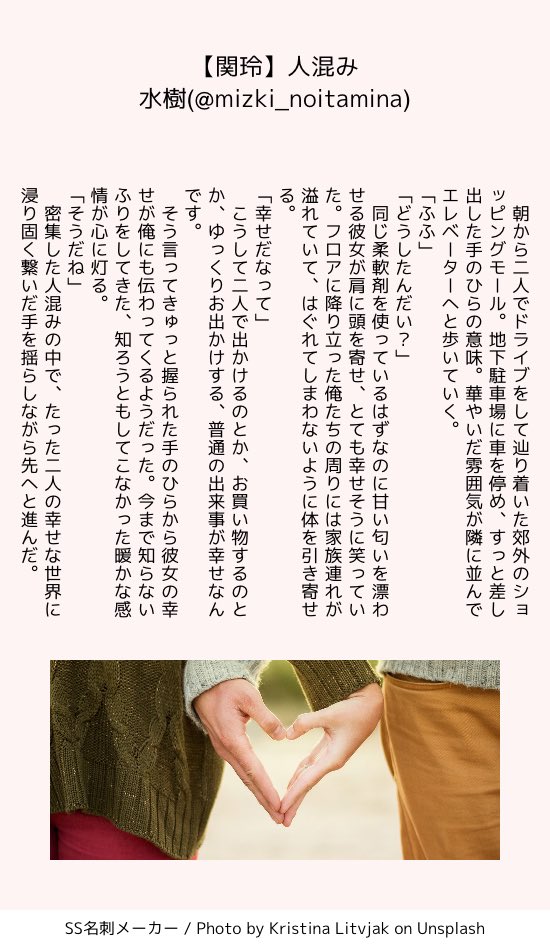 【関玲】人混み
水樹(@mizki_noitamina)
　朝から二人でドライブをして辿り着いた郊外のショ
ッピングモール。地下駐車場に車を停め、すっと差し
出した手のひらの意味。華やいだ雰囲気が隣に並んで
エレベーターへと歩いていく。
「ふふ」
「どうしたんだい？」
　同じ柔軟剤を使っているはずなのに甘い匂いを漂わ
せる彼女が肩に頭を寄せ、とても幸せそうに笑ってい
た。フロアに降り立った俺たちの周りには家族連れが
溢れていて、はぐれてしまわないように体を引き寄せ
る。
「幸せだなって」
　こうして二人で出かけるのとか、お買い物するのと
か、ゆっくりお出かけする、普通の出来事が幸せなん
です。
　そう言ってきゅっと握られた手のひらから彼女の幸
せが俺にも伝わってくるようだった。今まで知らない
ふりをしてきた、知ろうともしてこなかった暖かな感
情が心に灯る。
「そうだね」
　密集した人混みの中で、たった二人の幸せな世界に
浸り固く繋いだ手を揺らしながら先へと進んだ。
SS名刺メーカー / Photo by Kristina Litvjak on Unsplash